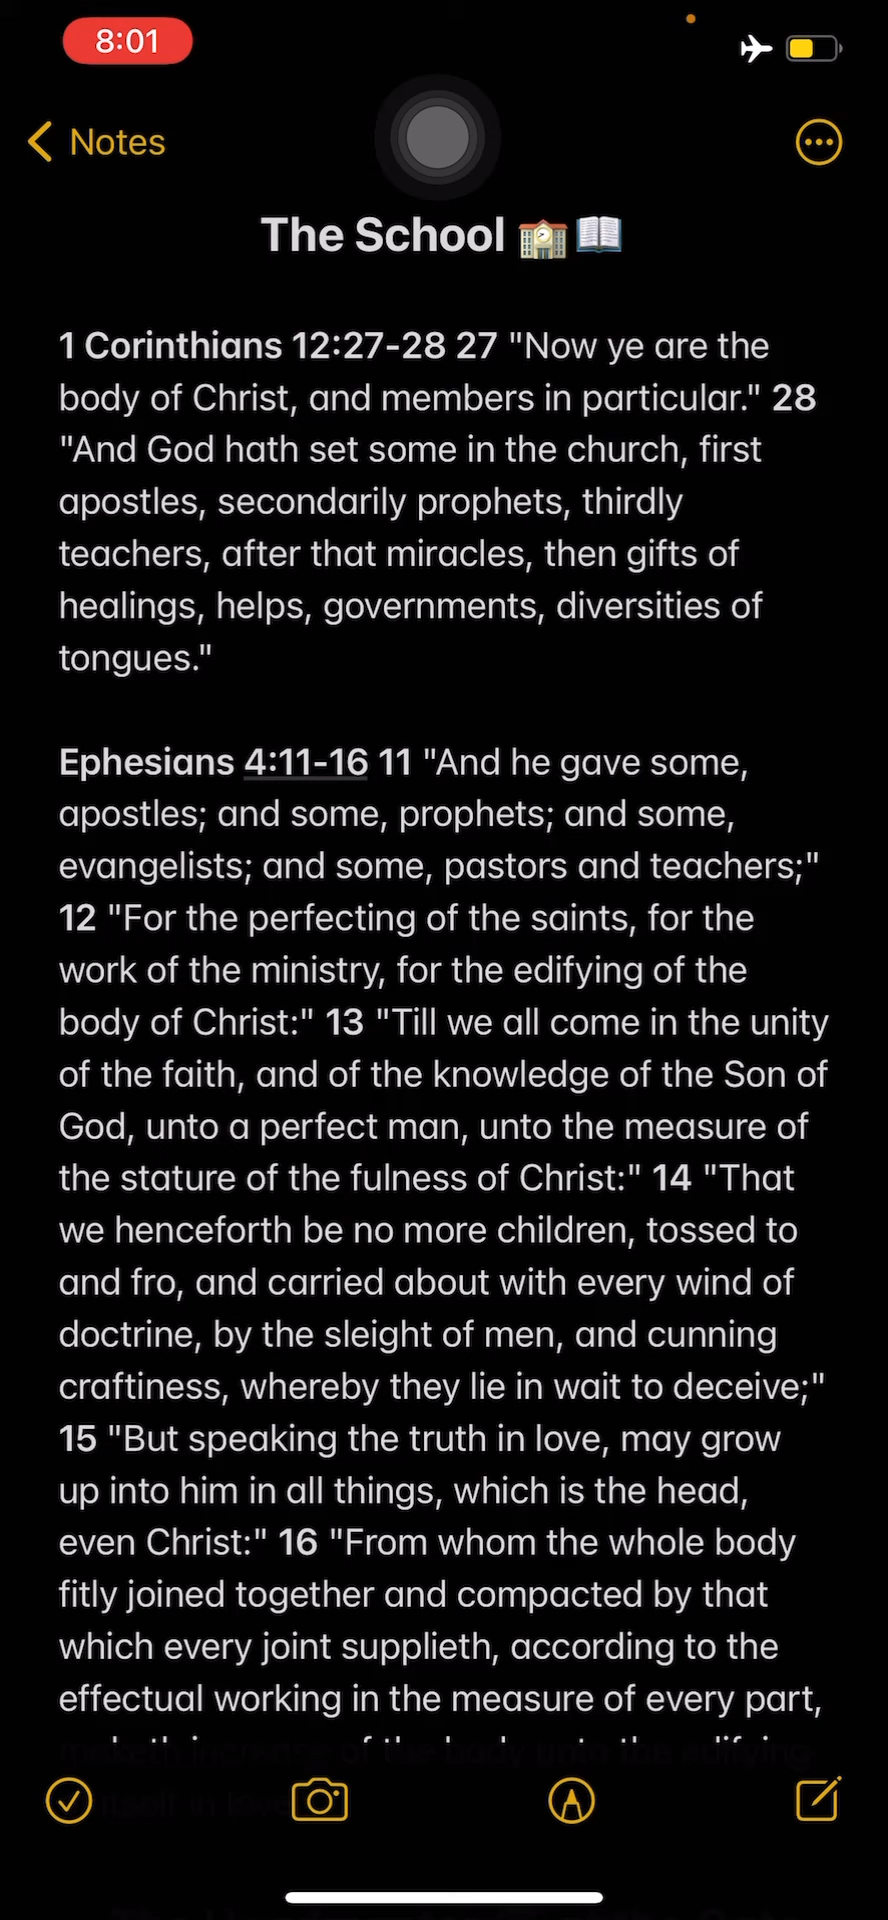 8:01
Notes
The School 🏫📖
1 Corinthians 12:27-28 27 "Now ye are the
body of Christ, and members in particular." 28
"And God hath set some in the church, first
apostles, secondarily prophets, thirdly
teachers, after that miracles, then gifts of
healings, helps, governments, diversities of
tongues."
Ephesians 4:11-16 11 "And he gave some,
apostles; and some, prophets; and some,
evangelists; and some, pastors and teachers;"
12 "For the perfecting of the saints, for the
work of the ministry, for the edifying of the
body of Christ:" 13 "Till we all come in the unity
of the faith, and of the knowledge of the Son of
God, unto a perfect man, unto the measure of
the stature of the fulness of Christ:" 14 "That
we henceforth be no more children, tossed to
and fro, and carried about with every wind of
doctrine, by the sleight of men, and cunning
craftiness, whereby they lie in wait to deceive;"
15 "But speaking the truth in love, may grow
up into him in all things, which is the head,
even Christ:" 16 "From whom the whole body
fitly joined together and compacted by that
which every joint supplieth, according to the
effectual working in the measure of every part,
maketh increase of the body unto the edifying
itself in